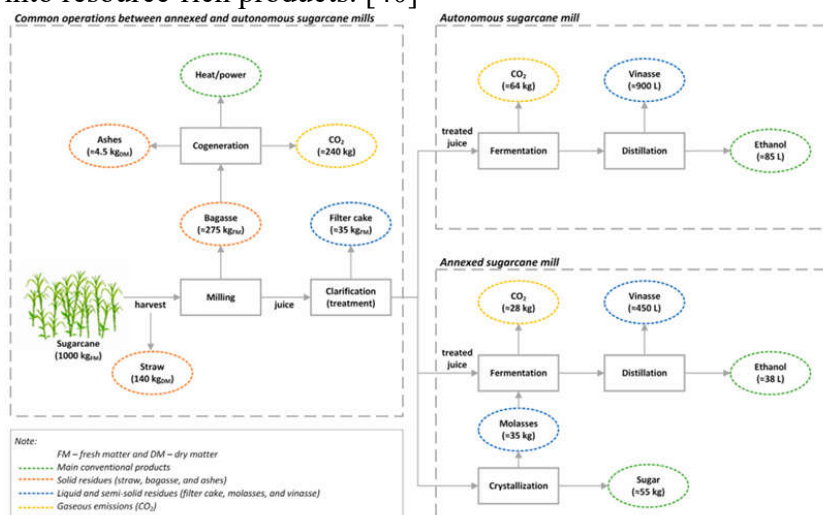 into resource-rich products. [40]
Common operations between annexed and autonomous sugarcane mills
Heat/power
Ashes
(≈4.5 kgDM)
Cogeneration
CO2
(≈240 kg)
Bagasse
(≈275 kgFM)
Filter cake
(≈35 kgFM)
harvest
Milling
juice
Clarification
(treatment)
Sugarcane
(1000 kgFM)
Straw
(140 kgDM)
Autonomous sugarcane mill
CO2
(≈64 kg)
Vinasse
(≈900 L)
treated
juice
Fermentation
Distillation
Ethanol
(≈85 L)
Annexed sugarcane mill
CO2
(≈28 kg)
Vinasse
(≈450 L)
treated
juice
Fermentation
Distillation
Ethanol
(≈38 L)
Molasses
(≈35 kg)
Crystallization
Sugar
(≈55 kg)
Note:
FM – fresh matter and DM – dry matter
Main conventional products
Solid residues (straw, bagasse, and ashes)
Liquid and semi-solid residues (filter cake, molasses, and vinasse)
Gaseous emissions (CO2)